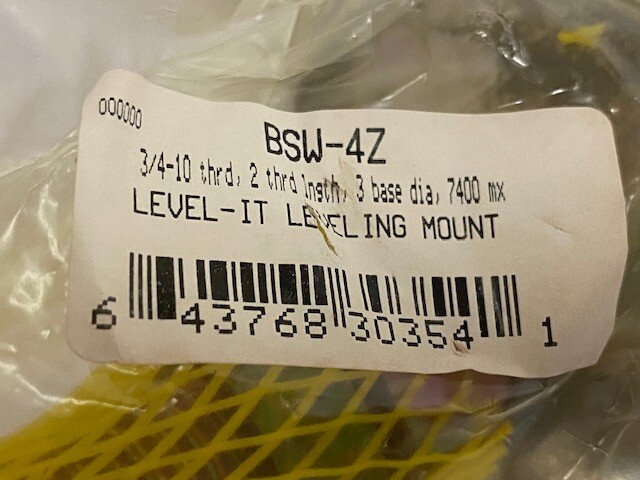 000000
BSW-4Z
3/4-10 thrd, 2 thrd lngth, 3 base dia, 7400 mx
LEVEL-IT LEVELING MOUNT
6 43768 30354 1